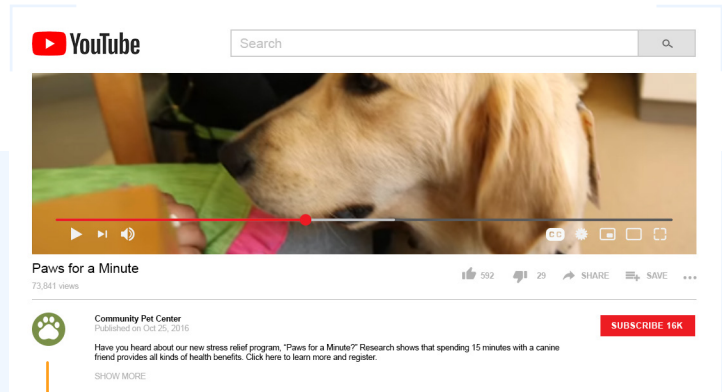 YouTube
Search
CC
Paws for a Minute
592
29
SHARE
SAVE
73,841 views
Community Pet Center
Published on Oct 25, 2016
SUBSCRIBE 16K
Have you heard about our new stress relief program, “Paws for a Minute?” Research shows that spending 15 minutes with a canine
friend provides all kinds of health benefits. Click here to learn more and register.
SHOW MORE